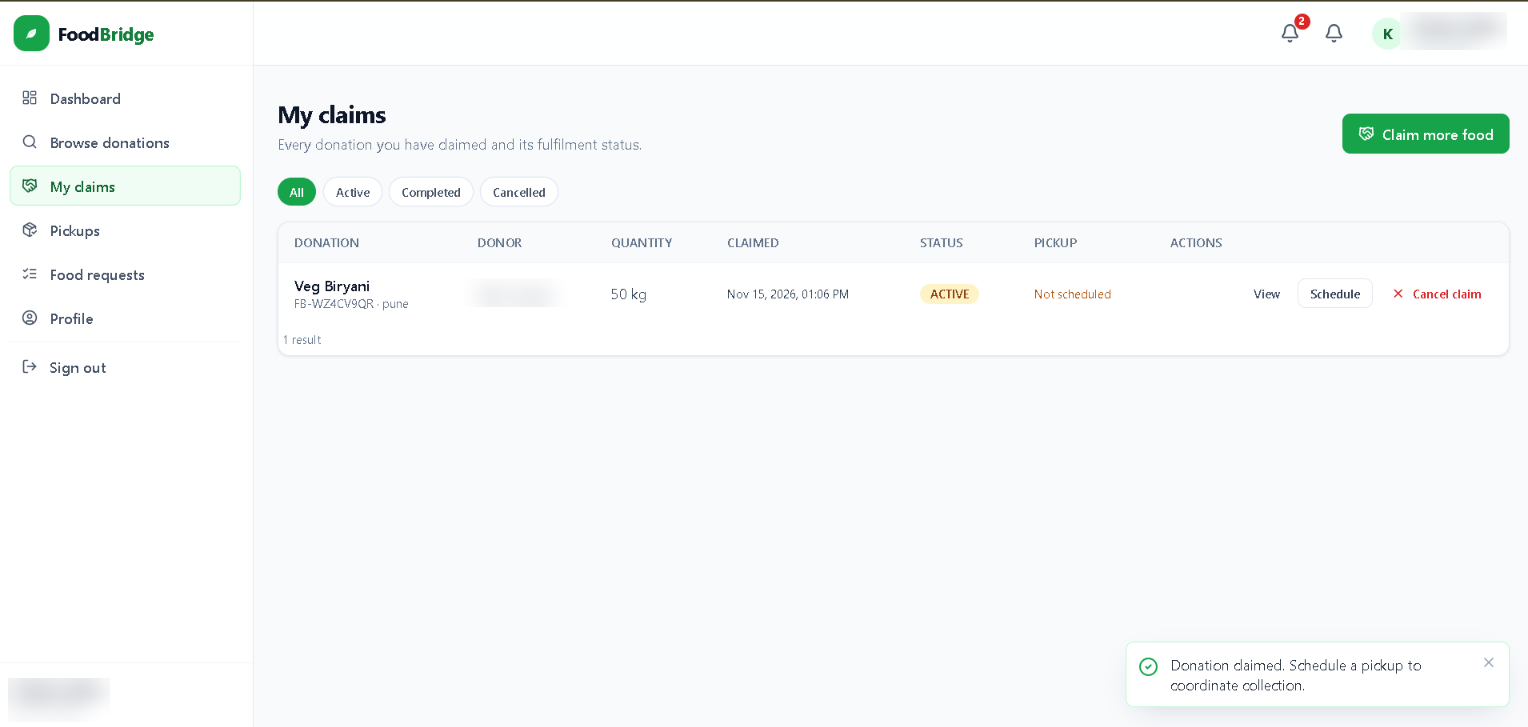 FoodBridge
2
K
Dashboard
Browse donations
My claims
Pickups
Food requests
Profile
Sign out
My claims
Every donation you have claimed and its fulfilment status.
Claim more food
All Active Completed Cancelled
DONATION DONOR QUANTITY CLAIMED STATUS PICKUP ACTIONS
Veg Biryani 50 kg Nov 15, 2026, 01:06 PM ACTIVE Not scheduled View Schedule Cancel claim
FB-WZ4CV9QR · pune
1 result
Donation claimed. Schedule a pickup to
coordinate collection.